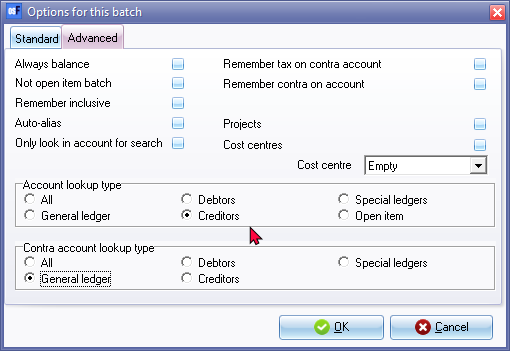 Options for this batch
Standard
Advanced
Always balance
Remember tax on contra account
Not open item batch
Remember contra on account
Remember inclusive
Auto-alias
Projects
Only look in account for search
Cost centres
Cost centre
Empty
Account lookup type
All
Debtors
Special ledgers
General ledger
Creditors
Open item
Contra account lookup type
All
Debtors
Special ledgers
General ledger
Creditors
OK
Cancel